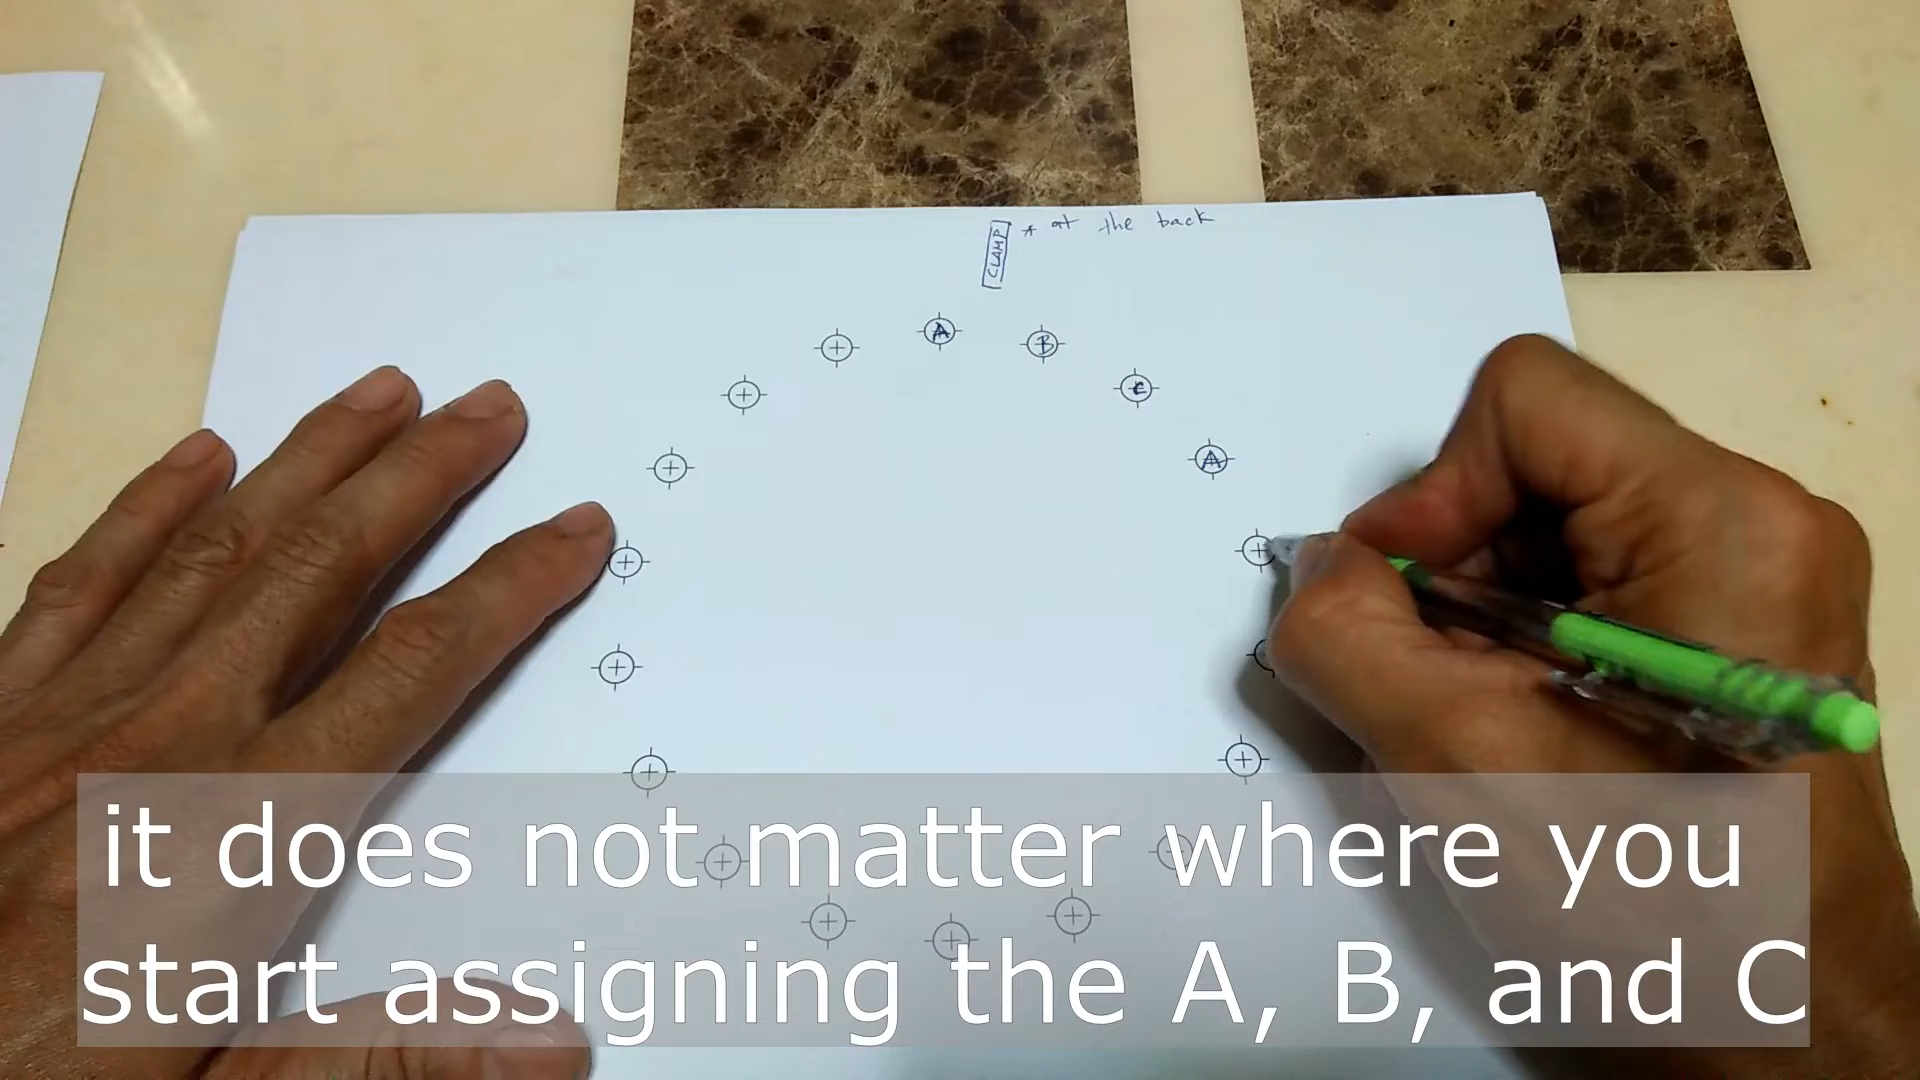 * at the back
CLAMP
A
B
C
A
it does not matter where you
start assigning the A, B, and C